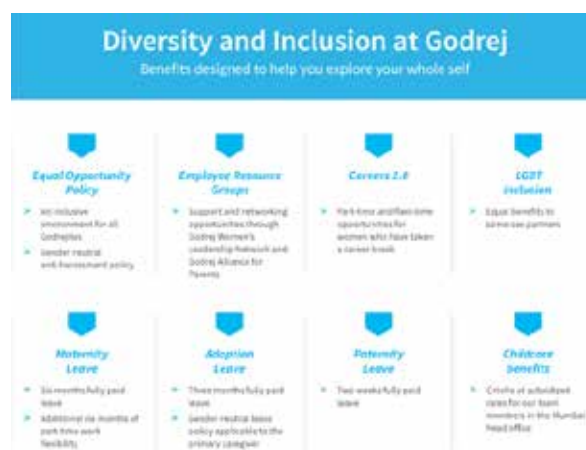 Diversity and Inclusion at Godrej
Benefits designed to help you explore your whole self
Equal Opportunity
Policy
An inclusive
environment for all
Godrejites
Gender neutral
anti-harassment policy
Employee Resource
Groups
Support and networking
opportunities through
Godrej Women's
Leadership Network and
Godrej Alliance for
Parents
Careers 2.0
Part-time and flexi-time
opportunities for
women who have taken
a career break
LGBT
Inclusion
Equal benefits to
same-sex partners
Maternity
Leave
Six months fully paid
leave
Additional six months of
part-time work
flexibility
Adoption
Leave
Three months fully paid
leave
Gender neutral leave
policy applicable to the
primary caregiver
Paternity
Leave
Two weeks fully paid
leave
Childcare
benefits
Crèche at subsidised
rates for our team
members in the Mumbai
head office